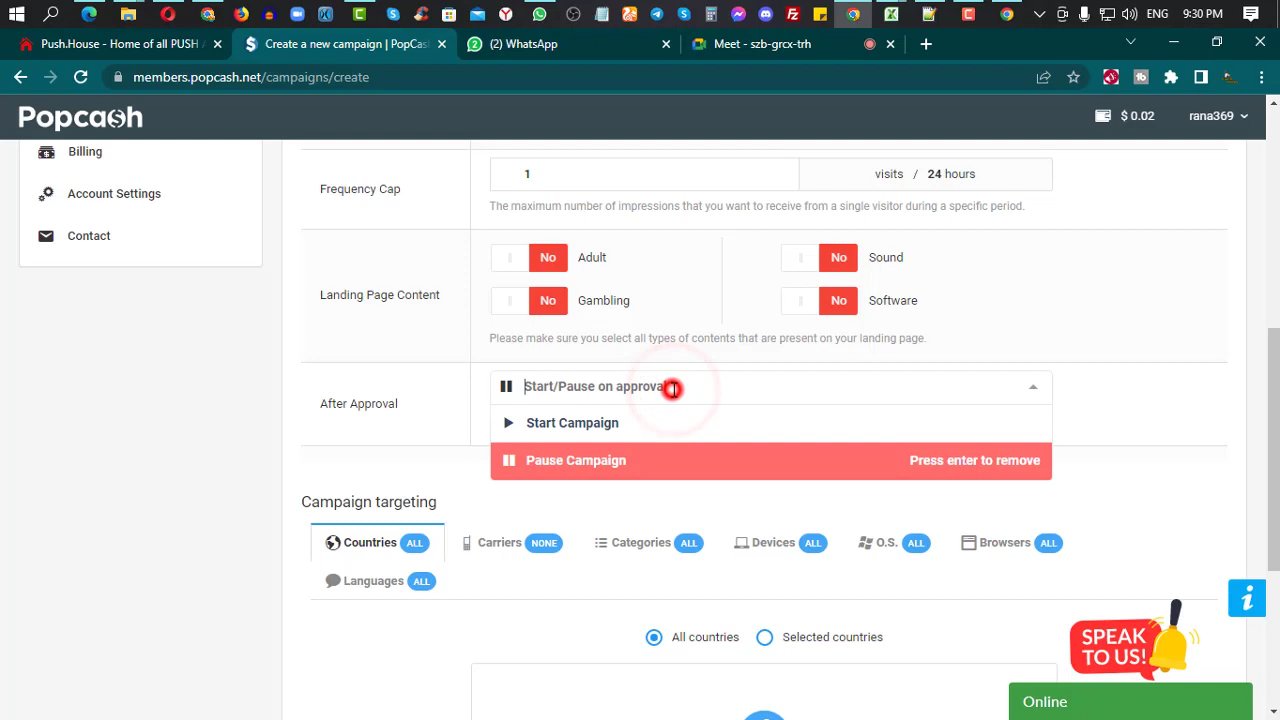 ENG 3:30 PM
Push.House - Home of all PUSH A
Create a new campaign | PopCas
(2) WhatsApp
Meet - szb-grcx-trh
members.popcash.net/campaigns/create
Popcash
$ 0.02
rana369
Billing
Account Settings
Contact
Frequency Cap
1
visits / 24 hours
The maximum number of impressions that you want to receive from a single visitor during a specific period.
Landing Page Content
No Adult
No Sound
No Gambling
No Software
Please make sure you select all types of contents that are present on your landing page.
After Approval
Start/Pause on approval
Start Campaign
Pause Campaign
Press enter to remove
Campaign targeting
Countries ALL
Carriers NONE
Categories ALL
Devices ALL
O.S. ALL
Browsers ALL
Languages ALL
All countries
Selected countries
SPEAK
TO US!
Online